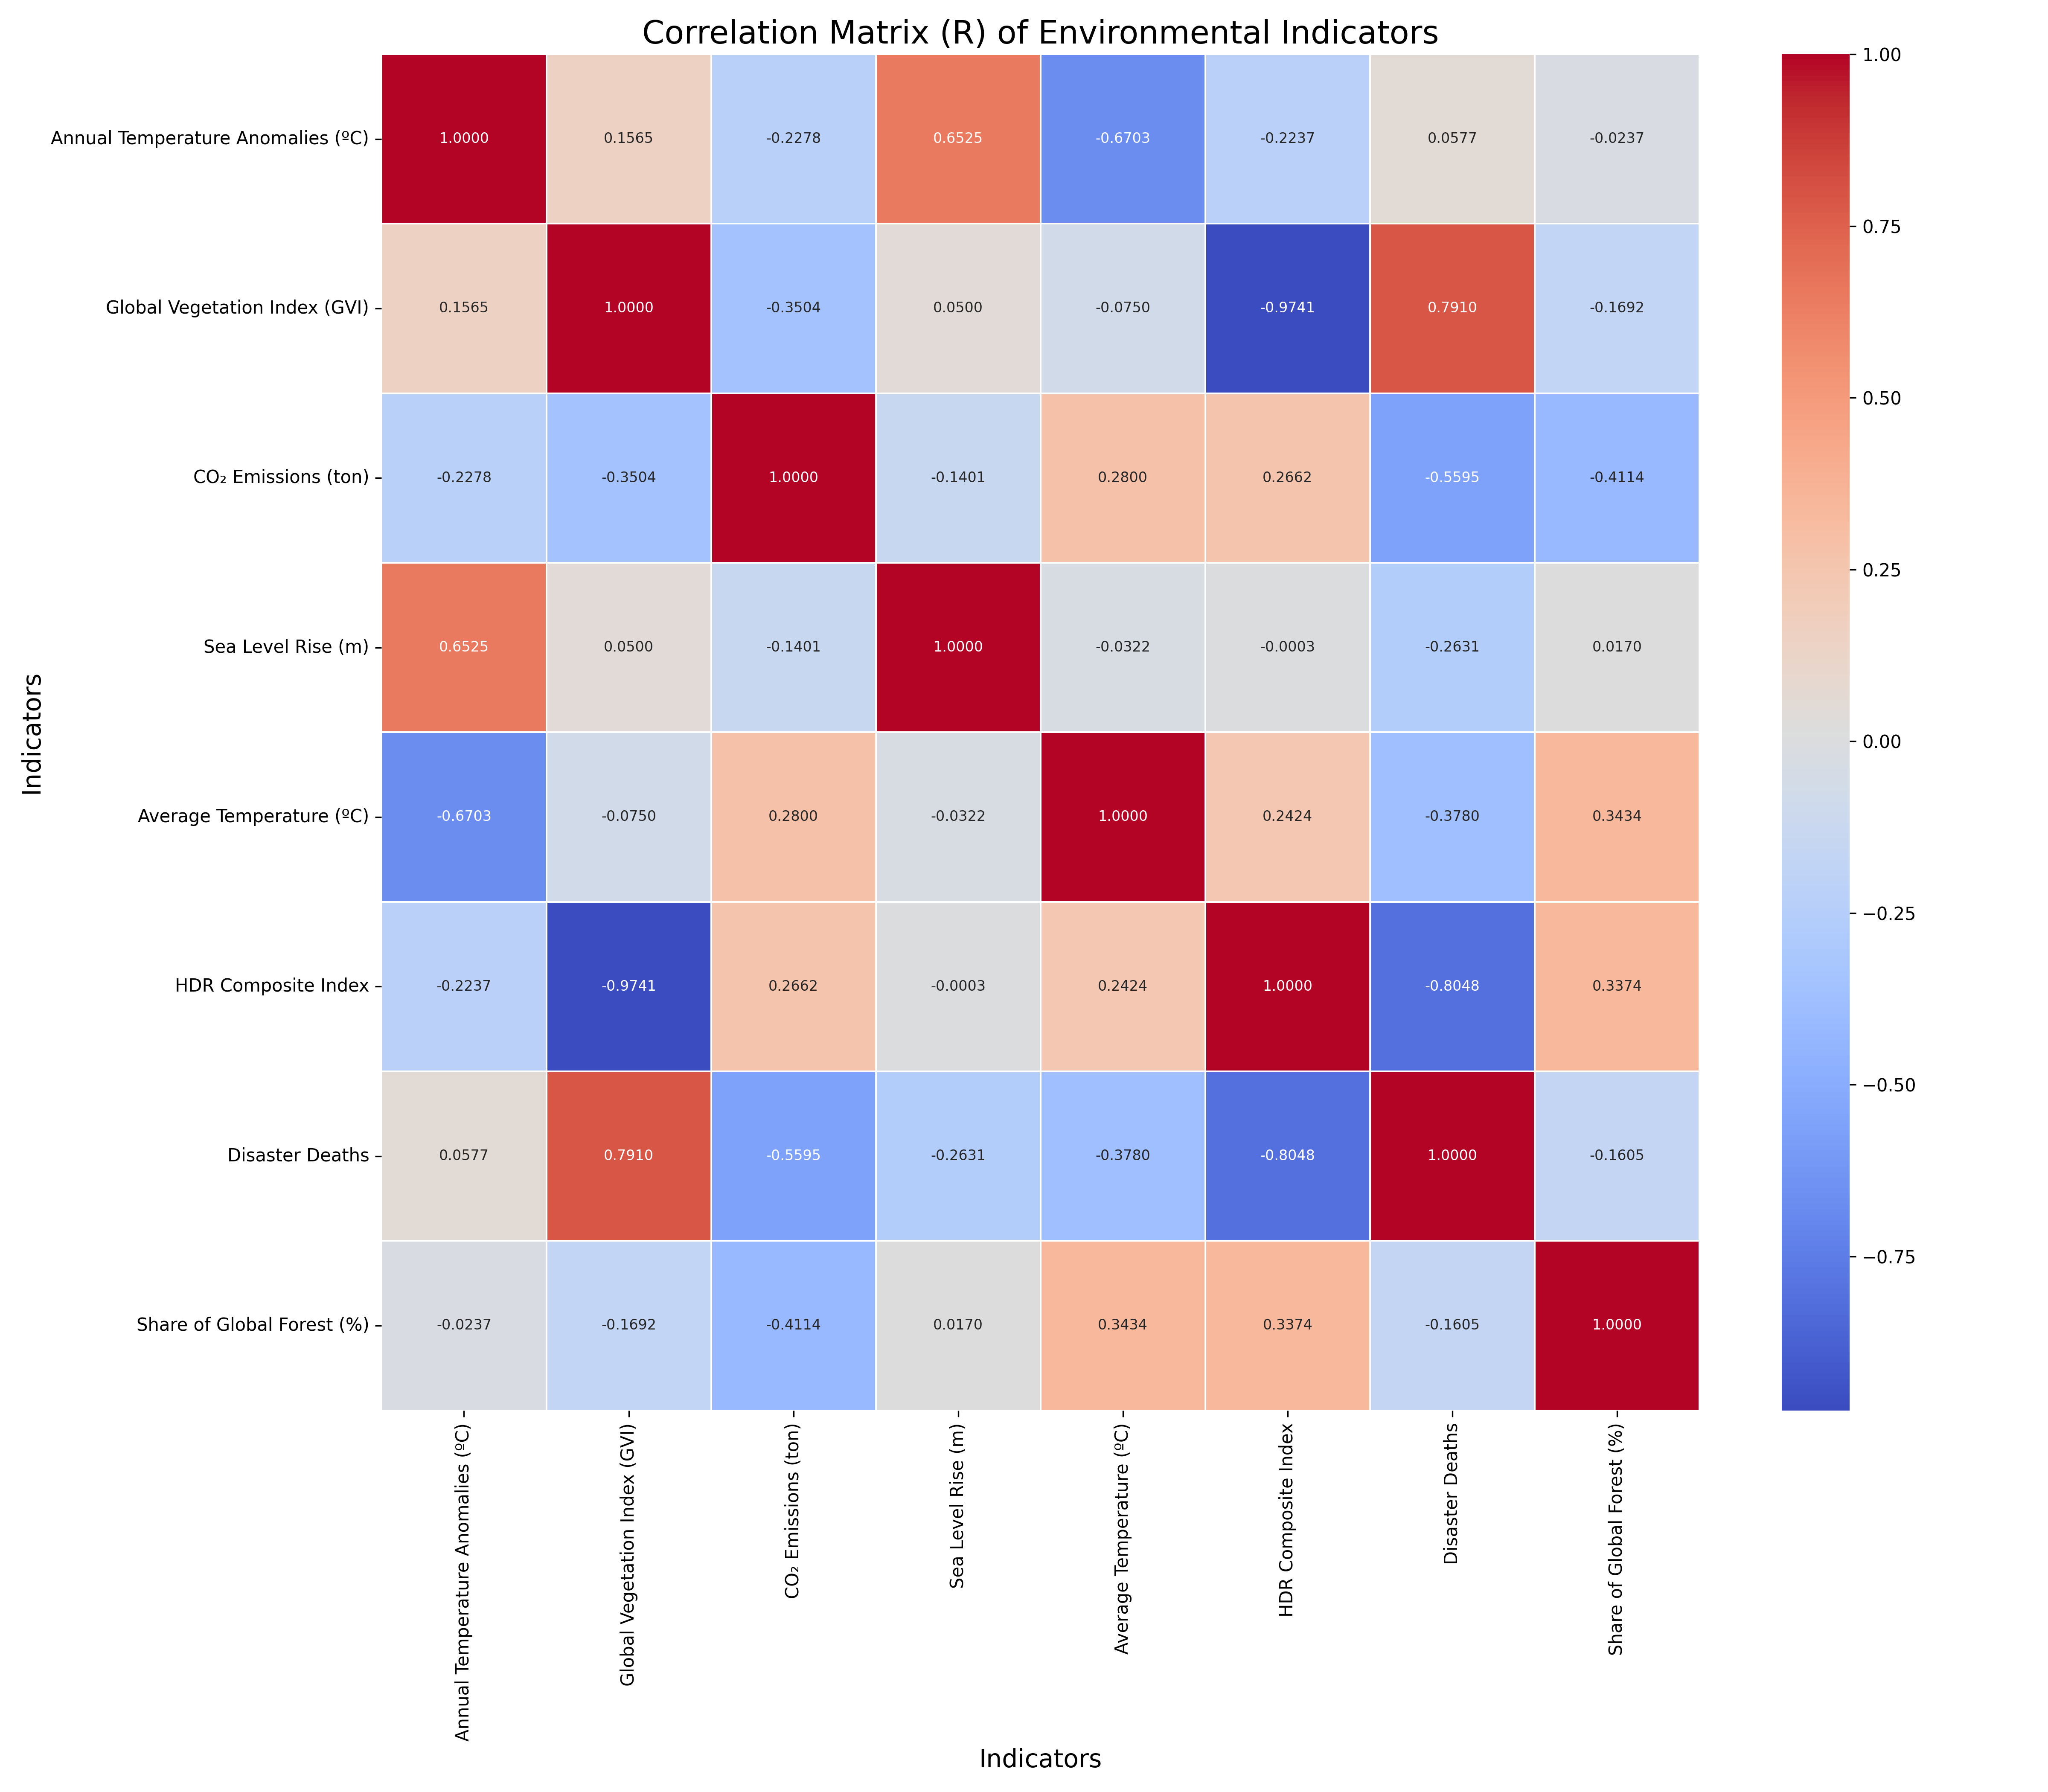 Correlation Matrix (R) of Environmental Indicators
Annual Temperature Anomalies (ºC) 1.0000 0.1565 -0.2278 0.6525 -0.6703 -0.2237 0.0577 -0.0237
Global Vegetation Index (GVI) 0.1565 1.0000 -0.3504 0.0500 -0.0750 -0.9741 0.7910 -0.1692
CO₂ Emissions (ton) -0.2278 -0.3504 1.0000 -0.1401 0.2800 0.2662 -0.5595 -0.4114
Sea Level Rise (m) 0.6525 0.0500 -0.1401 1.0000 -0.0322 -0.0003 -0.2631 0.0170
Average Temperature (ºC) -0.6703 -0.0750 0.2800 -0.0322 1.0000 0.2424 -0.3780 0.3434
HDR Composite Index -0.2237 -0.9741 0.2662 -0.0003 0.2424 1.0000 -0.8048 0.3374
Disaster Deaths 0.0577 0.7910 -0.5595 -0.2631 -0.3780 -0.8048 1.0000 -0.1605
Share of Global Forest (%) -0.0237 -0.1692 -0.4114 0.0170 0.3434 0.3374 -0.1605 1.0000
Indicators
Annual Temperature Anomalies (ºC)
Global Vegetation Index (GVI)
CO₂ Emissions (ton)
Sea Level Rise (m)
Average Temperature (ºC)
HDR Composite Index
Disaster Deaths
Share of Global Forest (%)
Indicators
1.00
0.75
0.50
0.25
0.00
−0.25
−0.50
−0.75